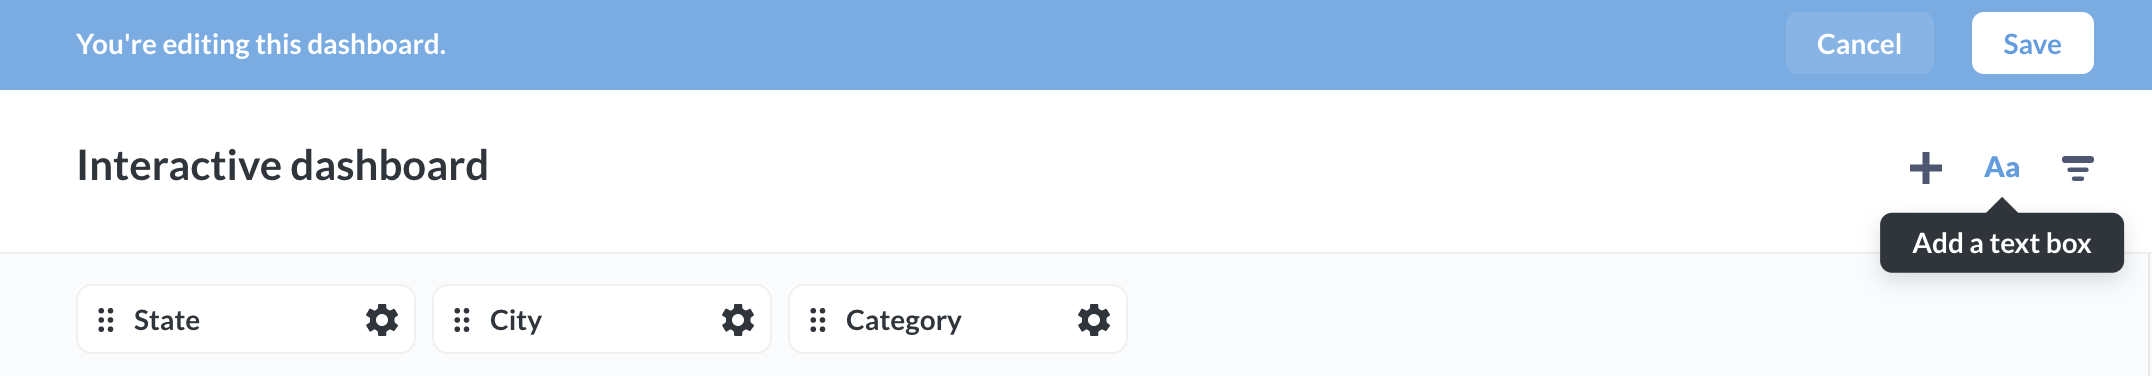 You're editing this dashboard.
Cancel
Save
Interactive dashboard
Aa
Add a text box
State
City
Category